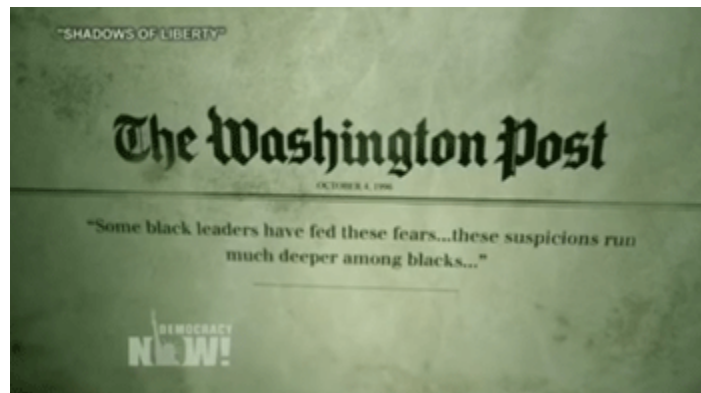 "SHADOWS OF LIBERTY"
The Washington Post
OCTOBER 4, 1996
"Some black leaders have fed these fears...these suspicions run
much deeper among blacks..."
DEMOCRACY
NOW!